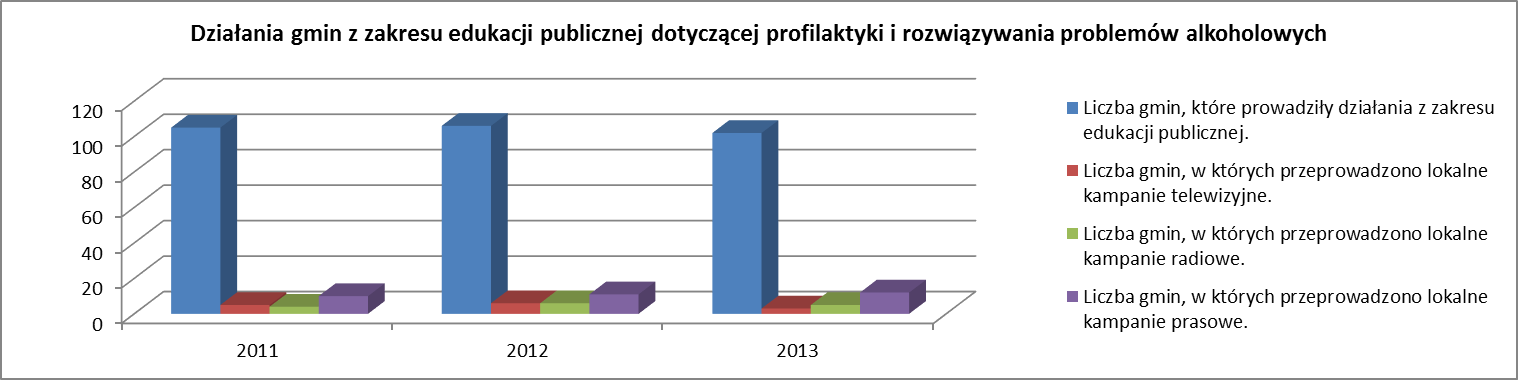 Działania gmin z zakresu edukacji publicznej dotyczącej profilaktyki i rozwiązywania problemów alkoholowych
120
100
80
60
40
20
0
2011
2012
2013
Liczba gmin, które prowadziły działania z zakresu
edukacji publicznej.
Liczba gmin, w których przeprowadzono lokalne
kampanie telewizyjne.
Liczba gmin, w których przeprowadzono lokalne
kampanie radiowe.
Liczba gmin, w których przeprowadzono lokalne
kampanie prasowe.